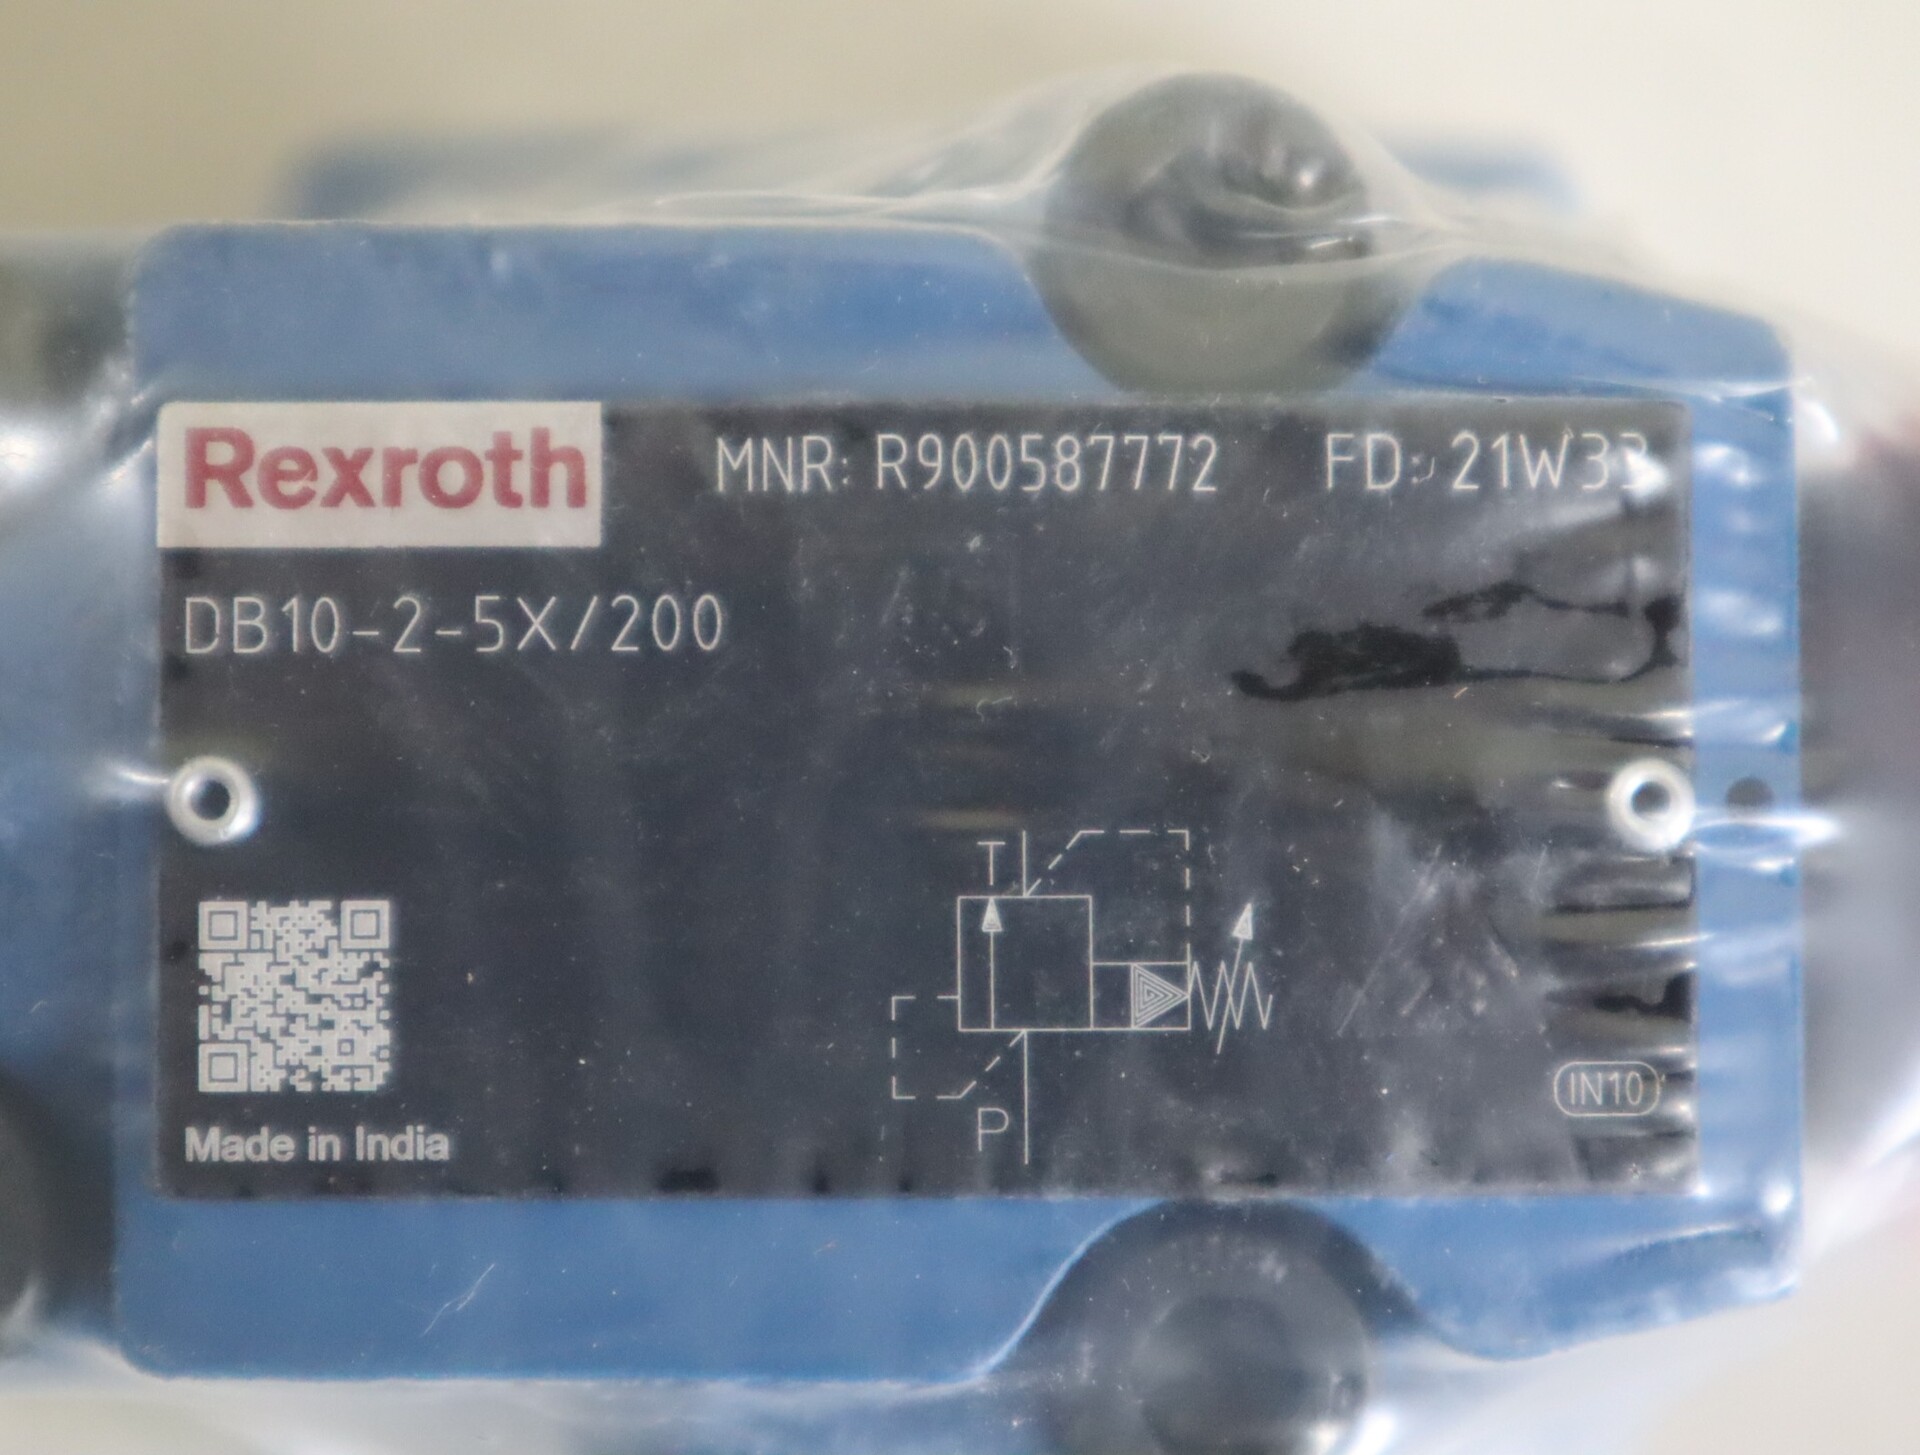 Rexroth
MNR: R900587772 FD: 21W33
DB10-2-5X/200
T
P
IN10
Made in India